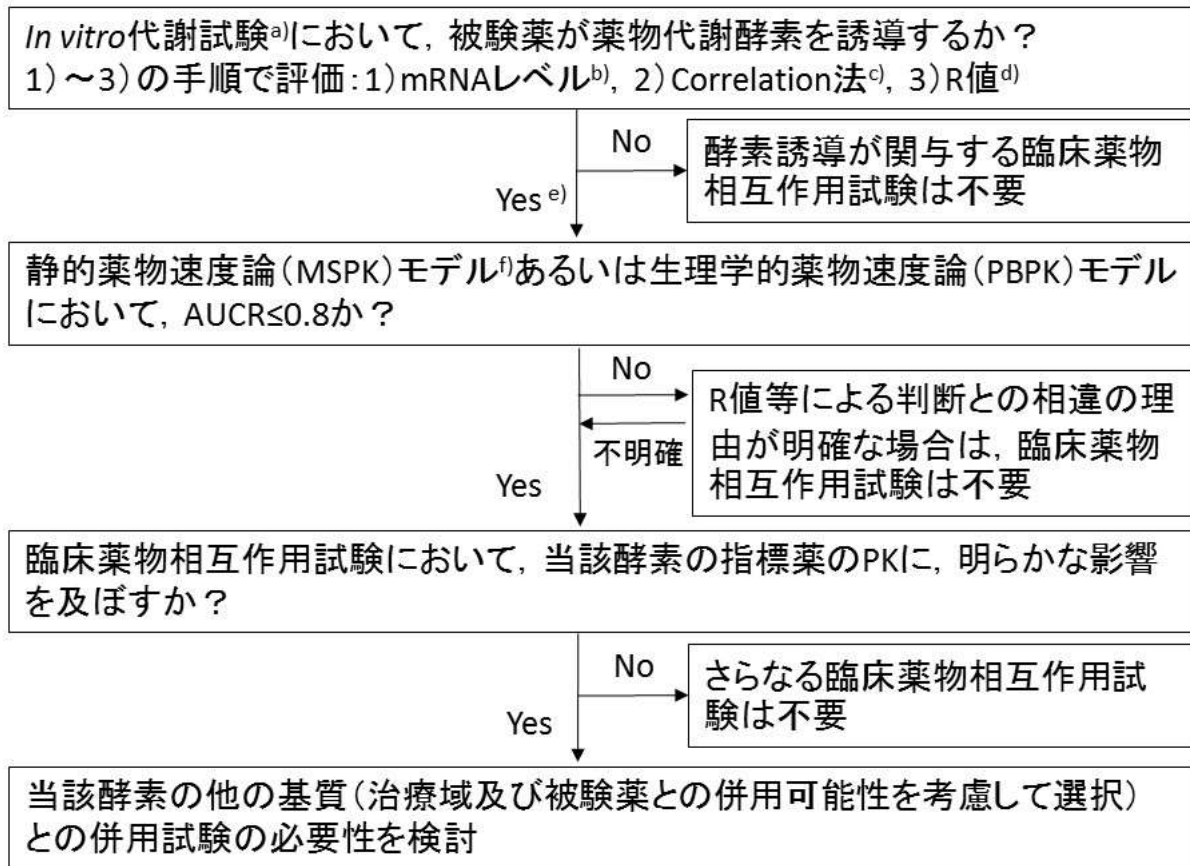 In vitro代謝試験a)において，被験薬が薬物代謝酵素を誘導するか？
1）～3）の手順で評価：1）mRNAレベルb)，2）Correlation法c)，3）R値d)
No
酵素誘導が関与する臨床薬物
相互作用試験は不要
Yes e)
静的薬物速度論（MSPK）モデルf)あるいは生理学的薬物速度論（PBPK）モデル
において，AUCR≤0.8か？
No
R値等による判断との相違の理
由が明確な場合は，臨床薬物
相互作用試験は不要
不明確
Yes
臨床薬物相互作用試験において，当該酵素の指標薬のPKに，明らかな影響
を及ぼすか？
No
さらなる臨床薬物相互作用試
験は不要
Yes
当該酵素の他の基質（治療域及び被験薬との併用可能性を考慮して選択）
との併用試験の必要性を検討